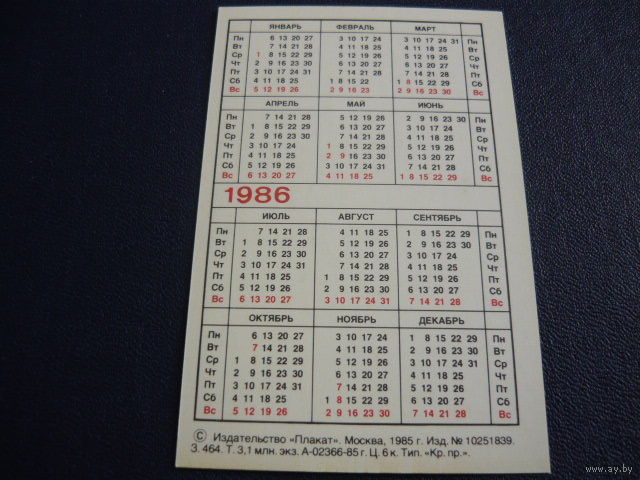 ЯНВАРЬ ФЕВРАЛЬ МАРТ
Пн 6 13 20 27 3 10 17 24 3 10 17 24 31 Пн
Вт 7 14 21 28 4 11 18 25 4 11 18 25 Вт
Ср 1 8 15 22 29 5 12 19 26 5 12 19 26 Ср
Чт 2 9 16 23 30 6 13 20 27 6 13 20 27 Чт
Пт 3 10 17 24 31 7 14 21 28 7 14 21 28 Пт
Сб 4 11 18 25 1 8 15 22 1 8 15 22 29 Сб
Вс 5 12 19 26 2 9 16 23 2 9 16 23 30 Вс
АПРЕЛЬ МАЙ ИЮНЬ
Пн 7 14 21 28 5 12 19 26 2 9 16 23 30 Пн
Вт 1 8 15 22 29 6 13 20 27 3 10 17 24 Вт
Ср 2 9 16 23 30 7 14 21 28 4 11 18 25 Ср
Чт 3 10 17 24 1 8 15 22 29 5 12 19 26 Чт
Пт 4 11 18 25 2 9 16 23 30 6 13 20 27 Пт
Сб 5 12 19 26 3 10 17 24 31 7 14 21 28 Сб
Вс 6 13 20 27 4 11 18 25 1 8 15 22 29 Вс
1986
ИЮЛЬ АВГУСТ СЕНТЯБРЬ
Пн 7 14 21 28 4 11 18 25 1 8 15 22 29 Пн
Вт 1 8 15 22 29 5 12 19 26 2 9 16 23 30 Вт
Ср 2 9 16 23 30 6 13 20 27 3 10 17 24 Ср
Чт 3 10 17 24 31 7 14 21 28 4 11 18 25 Чт
Пт 4 11 18 25 1 8 15 22 29 5 12 19 26 Пт
Сб 5 12 19 26 2 9 16 23 30 6 13 20 27 Сб
Вс 6 13 20 27 3 10 17 24 31 7 14 21 28 Вс
ОКТЯБРЬ НОЯБРЬ ДЕКАБРЬ
Пн 6 13 20 27 3 10 17 24 1 8 15 22 29 Пн
Вт 7 14 21 28 4 11 18 25 2 9 16 23 30 Вт
Ср 1 8 15 22 29 5 12 19 26 3 10 17 24 31 Ср
Чт 2 9 16 23 30 6 13 20 27 4 11 18 25 Чт
Пт 3 10 17 24 31 7 14 21 28 5 12 19 26 Пт
Сб 4 11 18 25 1 8 15 22 29 6 13 20 27 Сб
Вс 5 12 19 26 2 9 16 23 30 7 14 21 28 Вс
© Издательство «Плакат». Москва, 1985 г. Изд. № 10251839.
З. 464. Т. 3,1 млн. экз. А-02366-85 г. Ц. 6 к. Тип. «Кр. пр.».
www.ay.by